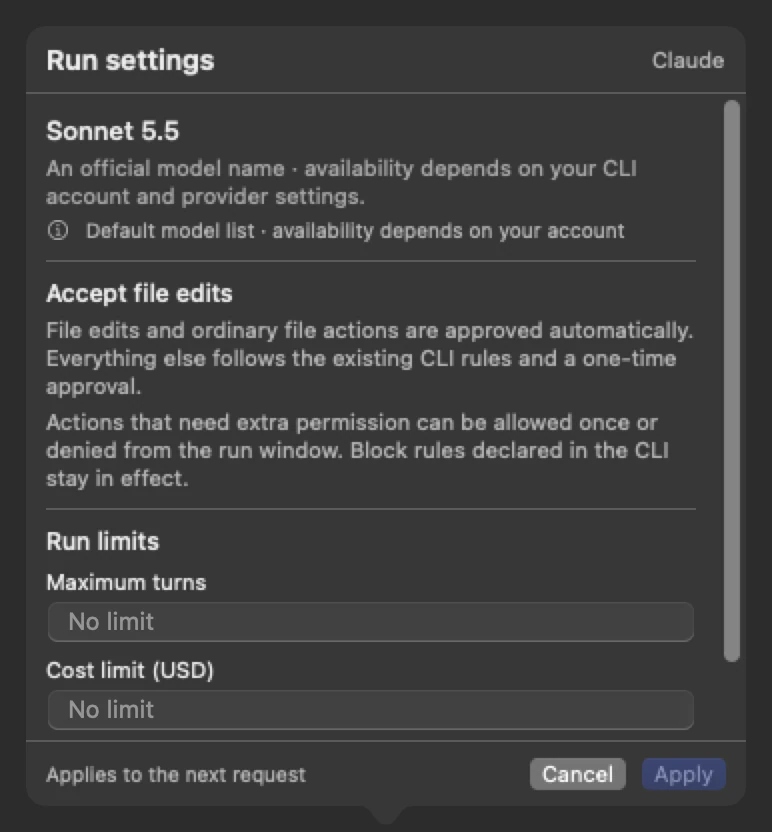 Run settings
Claude
Sonnet 5.5
An official model name · availability depends on your CLI
account and provider settings.
Default model list · availability depends on your account
Accept file edits
File edits and ordinary file actions are approved automatically.
Everything else follows the existing CLI rules and a one-time
approval.
Actions that need extra permission can be allowed once or
denied from the run window. Block rules declared in the CLI
stay in effect.
Run limits
Maximum turns
No limit
Cost limit (USD)
No limit
Applies to the next request
Cancel
Apply